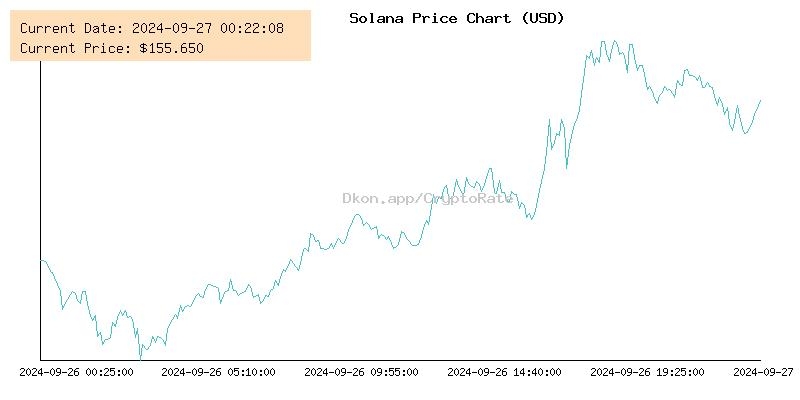 Solana Price Chart (USD)
Current Date: 2024-09-27 00:22:08
Current Price: $155.650
Dkon.app/CryptoRate
2024-09-26 00:25:00
2024-09-26 05:10:00
2024-09-26 09:55:00
2024-09-26 14:40:00
2024-09-26 19:25:00
2024-09-27